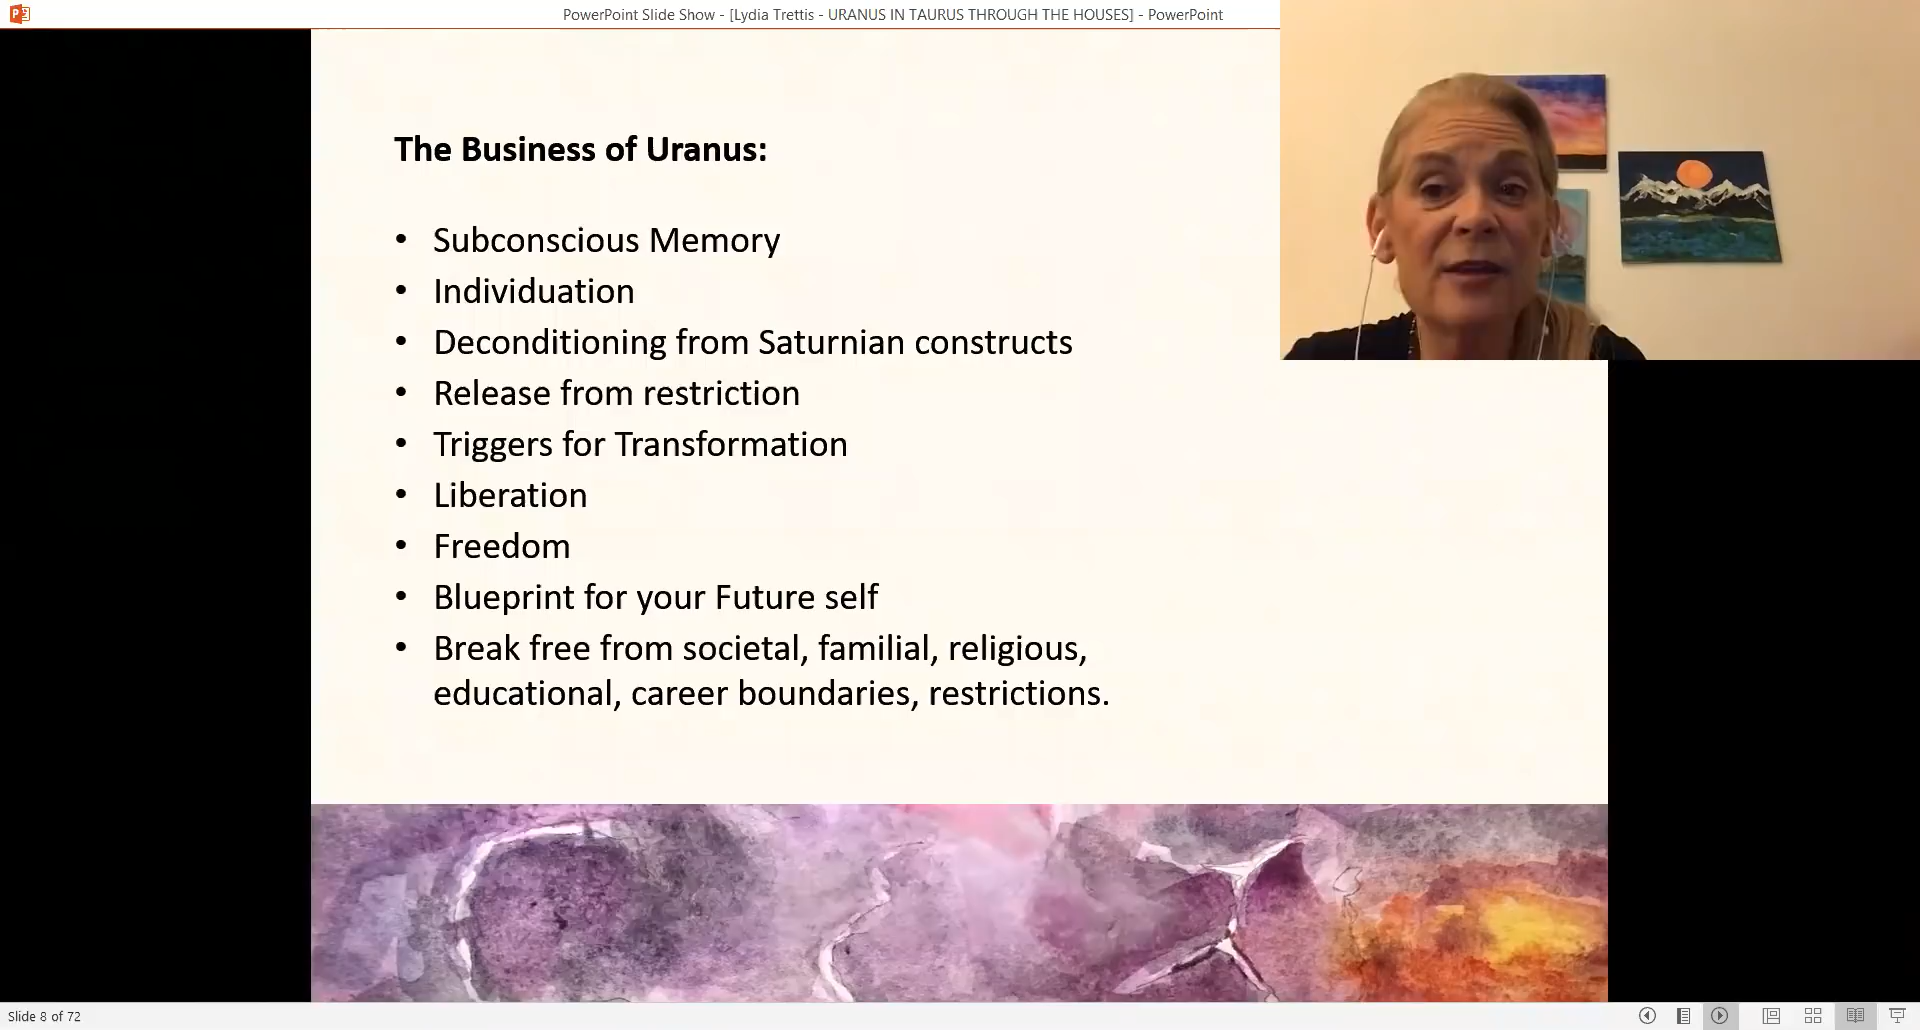 PowerPoint Slide Show - [Lydia Trettis - URANUS IN TAURUS THROUGH THE HOUSES] - PowerPoint
The Business of Uranus:
• Subconscious Memory
• Individuation
• Deconditioning from Saturnian constructs
• Release from restriction
• Triggers for Transformation
• Liberation
• Freedom
• Blueprint for your Future self
• Break free from societal, familial, religious,
educational, career boundaries, restrictions.
Slide 8 of 72